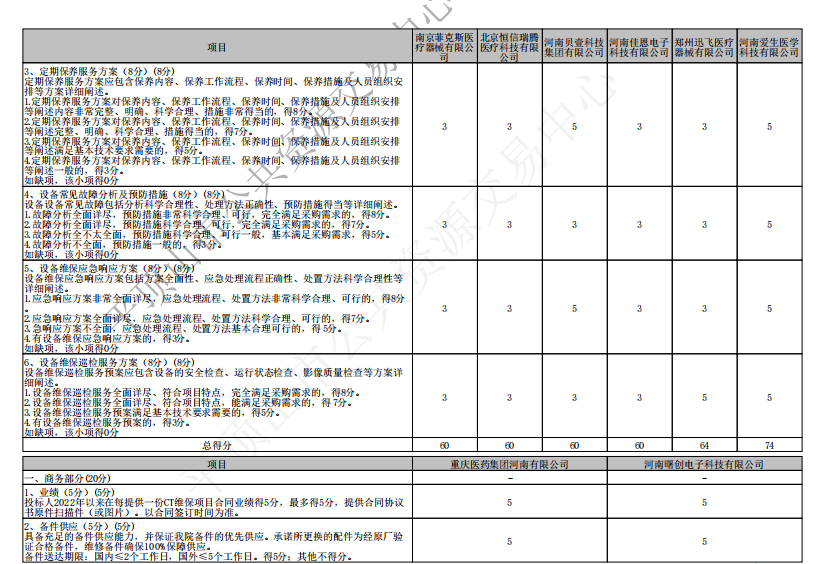 项目
南京菲克斯医
疗器械有限公
司
北京恒信瑞腾
医疗科技有限
公司
河南贝壹科技
集团有限公司
河南佳恩电子
科技有限公司
郑州迅飞医疗
器械有限公司
河南爱生医学
科技有限公司
3、定期保养服务方案（8分）(8分)
定期保养服务方案应包含保养内容、保养工作流程、保养时间、保养措施及人员组织安
排等方案详细阐述。
1.定期保养服务方案对保养内容、保养工作流程、保养时间、保养措施及人员组织安排
等阐述内容非常完整、明确、科学合理、措施非常得当的，得8分。
2.定期保养服务方案对保养内容、保养工作流程、保养时间、保养措施及人员组织安排
等阐述完整、明确、科学合理、措施得当的，得7分。
3.定期保养服务方案对保养内容、保养工作流程、保养时间、保养措施及人员组织安排
等阐述满足基本技术要求需要的，得5分。
4.定期保养服务方案对保养内容、保养工作流程、保养时间、保养措施及人员组织安排
等阐述一般的，得3分。
如缺项，该小项得0分
3 3 5 3 3 5
4、设备常见故障分析及预防措施（8分）(8分)
设备设备常见故障包括分析科学合理性、处理方法正确性、预防措施得当等详细阐述。
1.故障分析全面详尽，预防措施非常科学合理、可行，完全满足采购需求的，得8分。
2.故障分析全面详尽，预防措施科学合理、可行，完全满足采购需求的，得7分。
3.故障分析全不太全面，预防措施科学合理、可行一般，基本满足采购需求的，得5分。
4.故障分析不全面，预防措施一般的，得3分。
如缺项，该小项得0分
3 3 3 3 3 5
5、设备维保应急响应方案（8分）(8分)
设备维保应急响应方案包括方案全面性、应急处理流程正确性、处置方法科学合理性等
详细阐述。
1.应急响应方案非常全面详尽，应急处理流程、处置方法非常科学合理、可行的，得8分
。
2.应急响应方案全面详尽，应急处理流程、处置方法科学合理、可行的，得7分。
3.急响应方案不全面，应急处理流程、处置方法基本合理可行的，得 5分。
4.有设备维保应急响应方案的，得3分。
如缺项，该小项得0分
3 3 5 3 3 5
6、设备维保巡检服务方案（8分）(8分)
设备维保巡检服务预案应包含设备的安全检查、运行状态检查、影像质量检查等方案详
细阐述。
1.设备维保巡检服务全面详尽、符合项目特点，完全满足采购需求的，得8分。
2.设备维保巡检服务全面详尽、符合项目特点，能满足采购需求的，得 7分。
3.设备维保巡检服务预案满足基本技术要求需要的，得5分。
4.有设备维保巡检服务预案的，得3分。
如缺项，该小项得0分
3 3 3 3 5 5
总得分 60 60 60 60 64 74
项目 重庆医药集团河南有限公司 河南曙创电子科技有限公司
一、商务部分(20分) - -
1、业绩（5分）(5分)
投标人2022年以来在每提供一份CT维保项目合同业绩得5分，最多得5分，提供合同协议
书原件扫描件（或图片）。以合同签订时间为准。
5 5
2、备件供应（5分）(5分)
具备充足的备件供应能力，并保证我院备件的优先供应。承诺所更换的配件为经原厂验
证合格备件，维修备件确保100%保障供应。
备件送达期限：国内≤2个工作日，国外≤5个工作日。得5分；其他不得分。
5 5
平顶山市公共资源交易中心
平顶山市公共资源交易中心